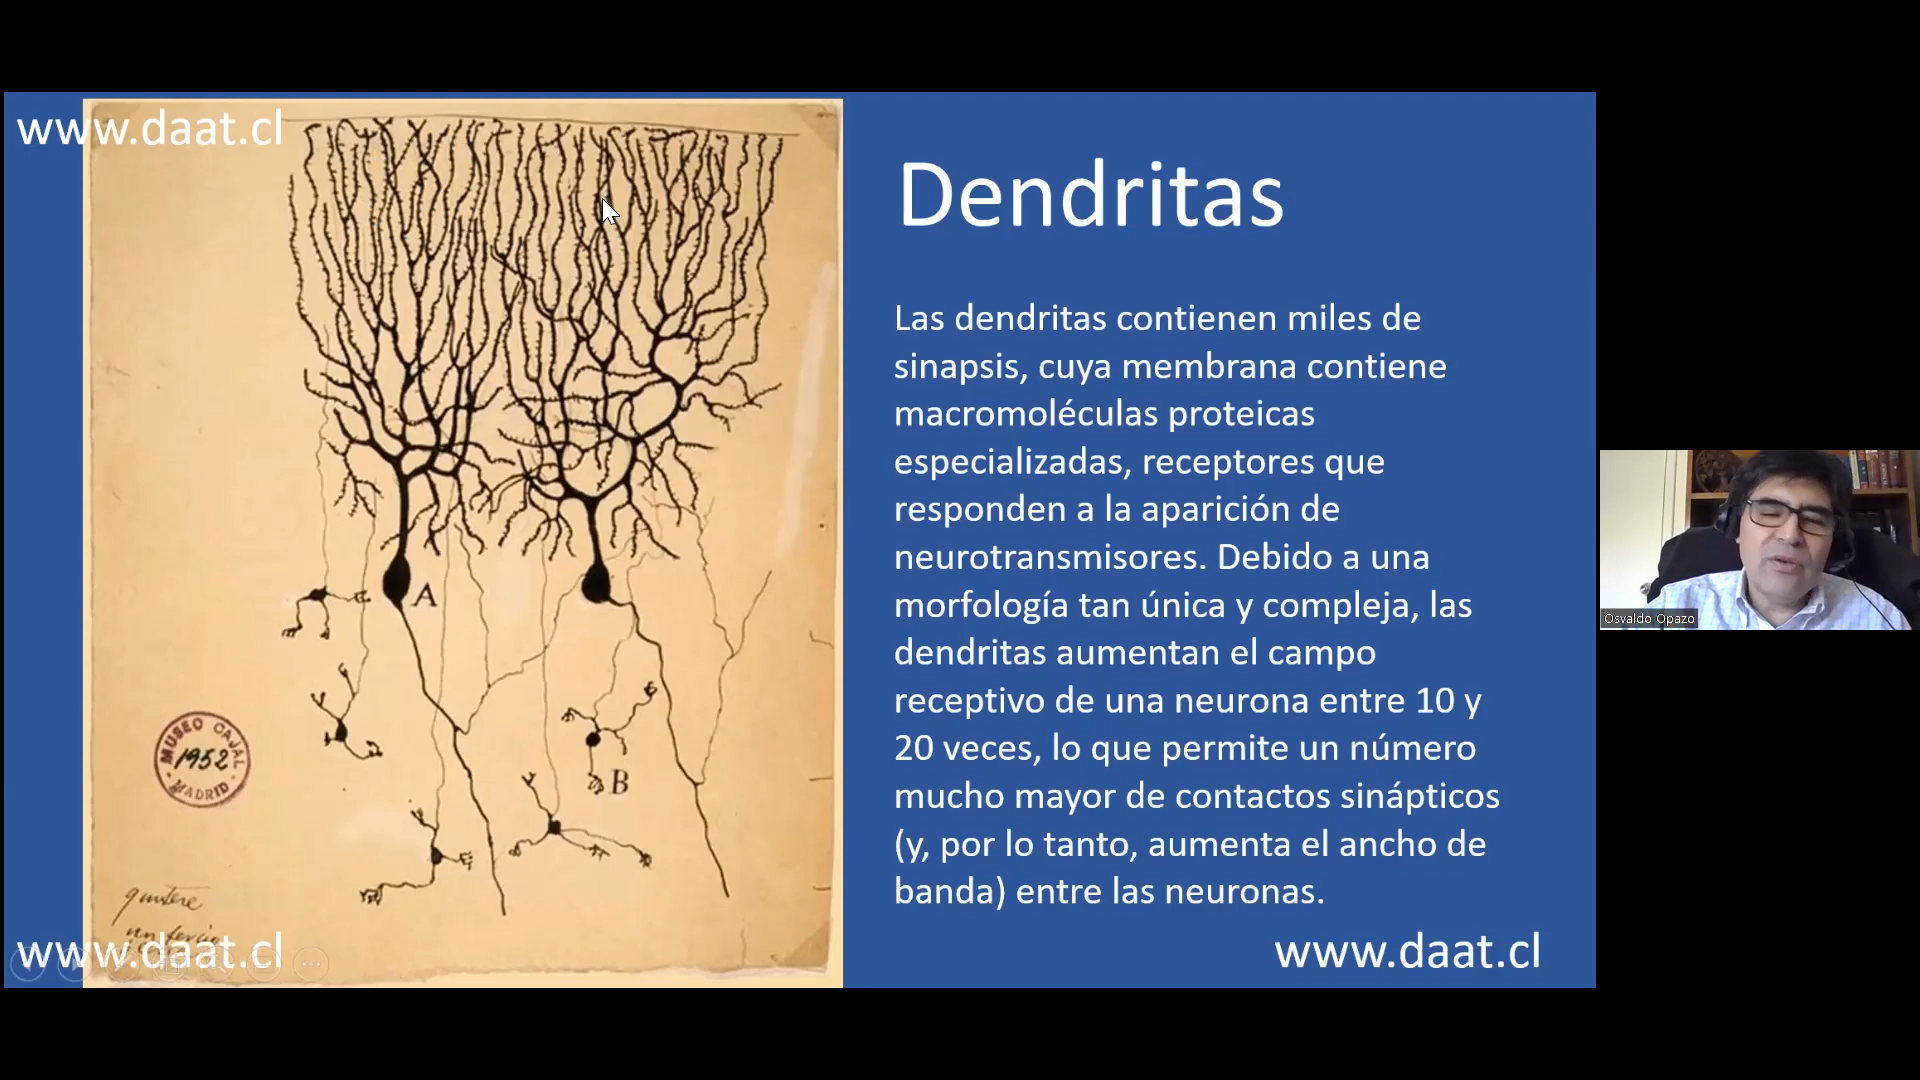 www.daat.cl
Dendritas
Las dendritas contienen miles de
sinapsis, cuya membrana contiene
macromoléculas proteicas
especializadas, receptores que
responden a la aparición de
neurotransmisores. Debido a una
morfología tan única y compleja, las
dendritas aumentan el campo
receptivo de una neurona entre 10 y
20 veces, lo que permite un número
mucho mayor de contactos sinápticos
(y, por lo tanto, aumenta el ancho de
banda) entre las neuronas.
A
B
MUSEO CAJAL
1952
MADRID
un tercio
www.daat.cl
www.daat.cl
Osvaldo Opazo